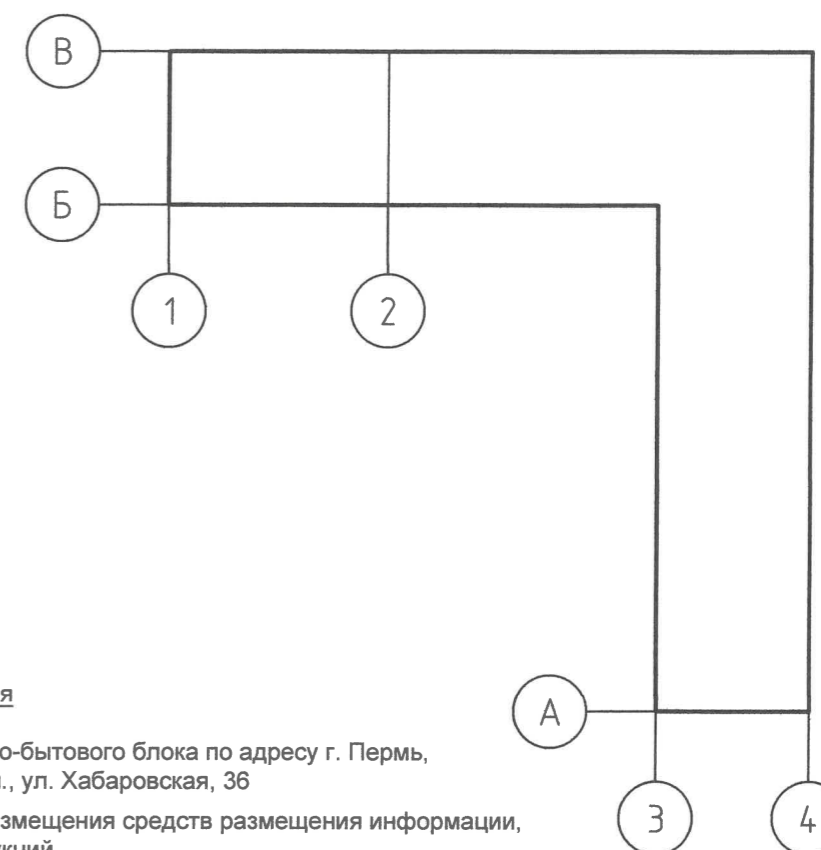 В
Б
1
2
я
А
о-бытового блока по адресу г. Пермь,
., ул. Хабаровская, 36
3
4
змещения средств размещения информации,